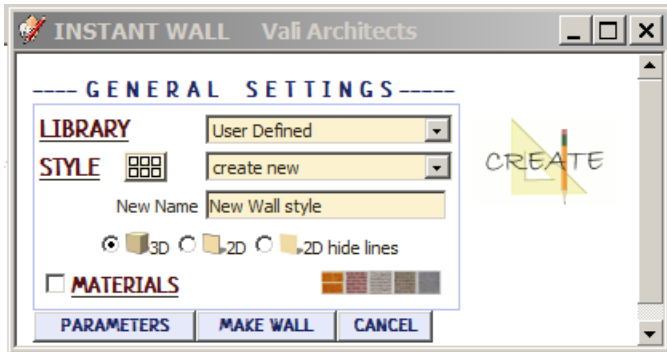 INSTANT WALL Vali Architects
---- GENERAL SETTINGS-----
LIBRARY User Defined
STYLE create new
CREATE
New Name New Wall style
3D 2D 2D hide lines
MATERIALS
PARAMETERS MAKE WALL CANCEL